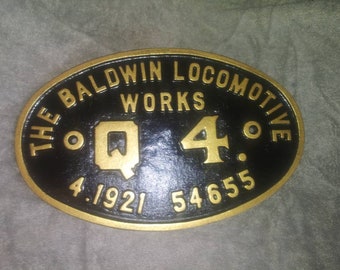 THE BALDWIN LOCOMOTIVE
WORKS
Q 4.
4.1921 54655